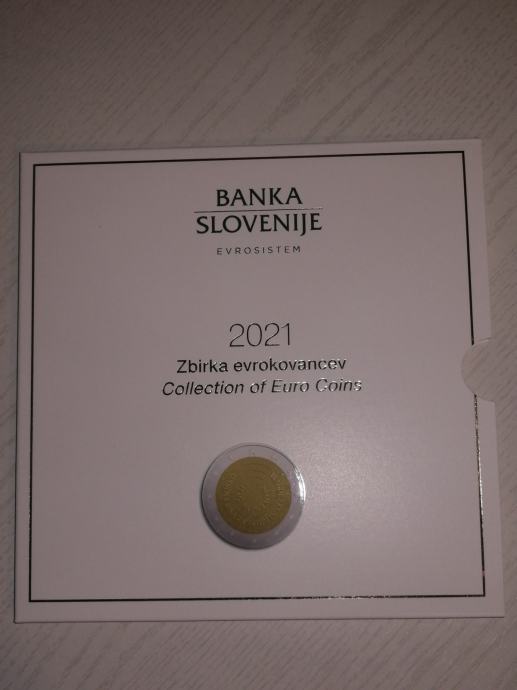 BANKA
SLOVENIJE
EVROSISTEM
2021
Zbirka evrokovancev
Collection of Euro Coins